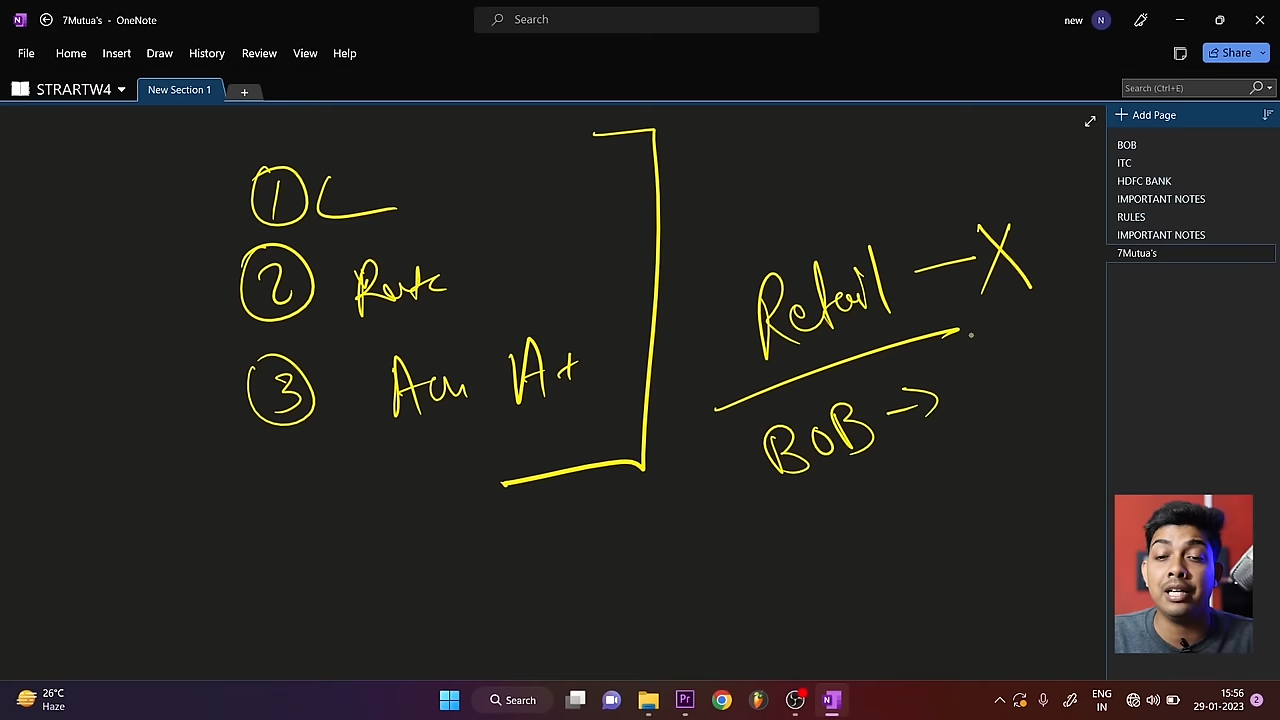 7Mutua's - OneNote
Search
new
N
File Home Insert Draw History Review View Help
Share
STRARTW4
New Section 1
+
Search (Ctrl+E)
Add Page
BOB
ITC
HDFC BANK
IMPORTANT NOTES
RULES
IMPORTANT NOTES
7Mutua's
1
2
3
A+
Retail — X
BOB →
26°C
Haze
Search
Pr
ENG
IN
15:56
29-01-2023
2